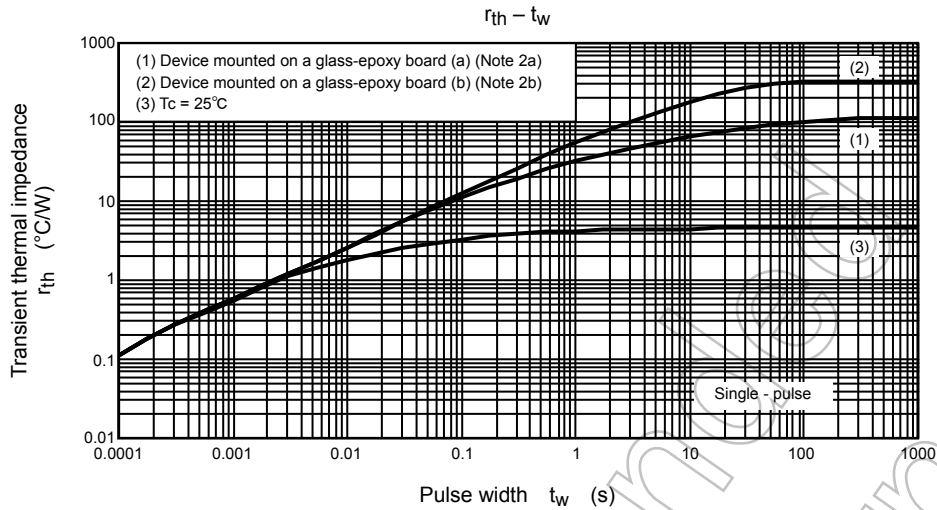 rth – tw
1000
100
10
1
0.1
0.01
0.0001
0.001
0.01
0.1
1
10
100
1000
Transient thermal impedance
rth (°C/W)
(1) Device mounted on a glass-epoxy board (a) (Note 2a)
(2) Device mounted on a glass-epoxy board (b) (Note 2b)
(3) Tc = 25°C
(2)
(1)
(3)
Single - pulse
Pulse width tw (s)